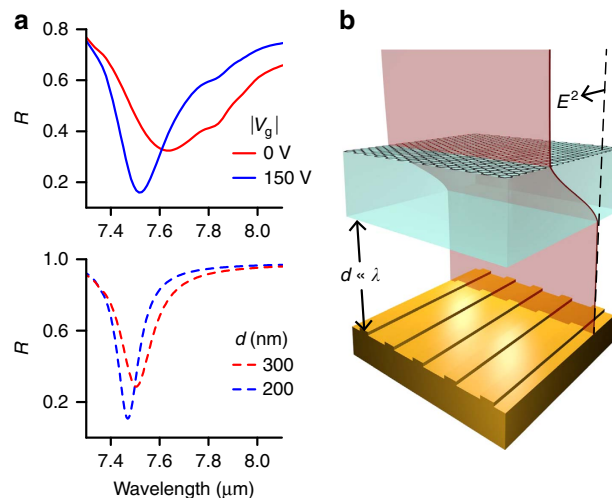 a
0.8
0.6
0.4
0.2
R
|Vg|
0 V
150 V
7.4 7.6 7.8 8.0
1.0
0.6
0.2
R
d (nm)
300
200
7.4 7.6 7.8 8.0
Wavelength (μm)
b
E²
d ≪ λ